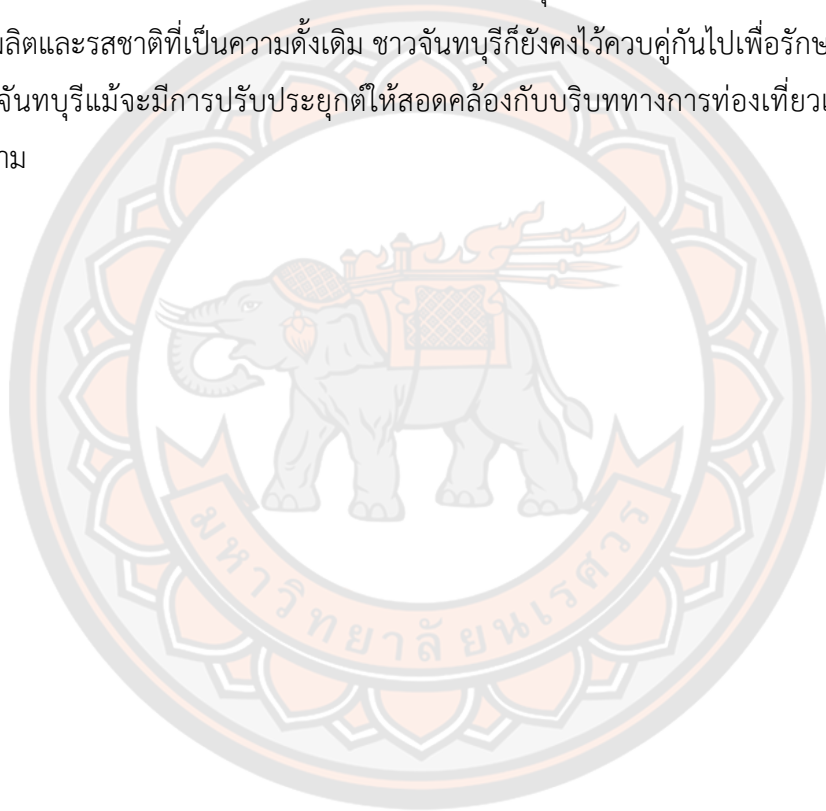 ผลิตและรสชาติที่เป็นความดั้งเดิม ชาวจันทบุรีก็ยังคงไว้ควบคู่กันไปเพื่อรักษ
จันทบุรีแม้จะมีการปรับประยุกต์ให้สอดคล้องกับบริบททางการท่องเที่ยว
าม
มหาวิทยาลัยนเรศวร